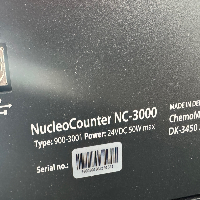 NucleoCounter NC-3000
Type: 900-3001 Power: 24VDC 50W max
Serial no.:
MADE IN DE
ChemoM
DK-3450